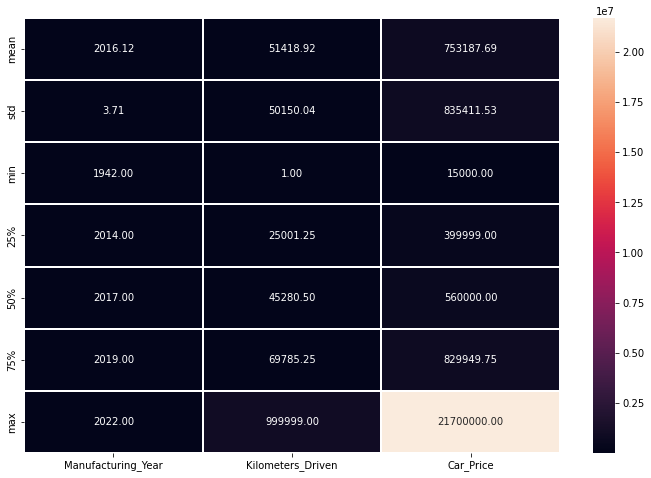 1e7
mean 2016.12 51418.92 753187.69
std 3.71 50150.04 835411.53
min 1942.00 1.00 15000.00
25% 2014.00 25001.25 399999.00
50% 2017.00 45280.50 560000.00
75% 2019.00 69785.25 829949.75
max 2022.00 999999.00 21700000.00
Manufacturing_Year Kilometers_Driven Car_Price
2.00
1.75
1.50
1.25
1.00
0.75
0.50
0.25